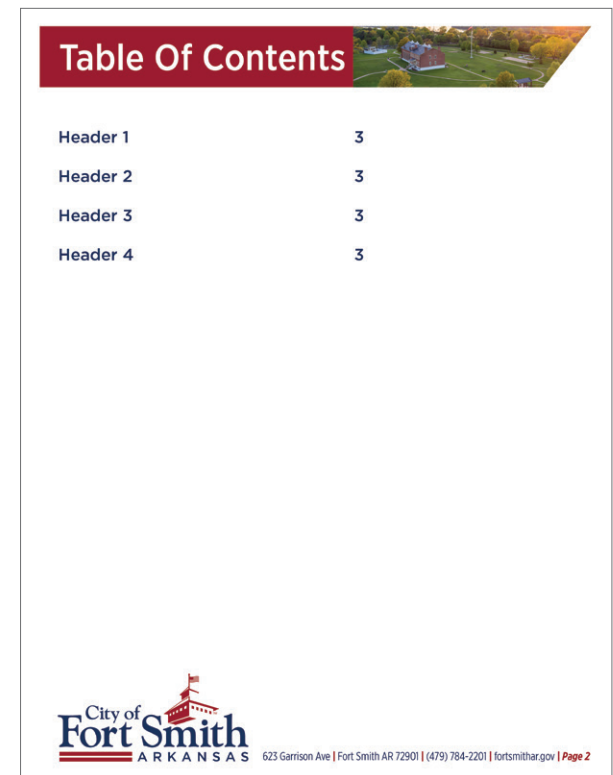 Table Of Contents
Header 1 3
Header 2 3
Header 3 3
Header 4 3
City of
Fort Smith
ARKANSAS
623 Garrison Ave | Fort Smith AR 72901 | (479) 784-2201 | fortsmithar.gov | Page 2